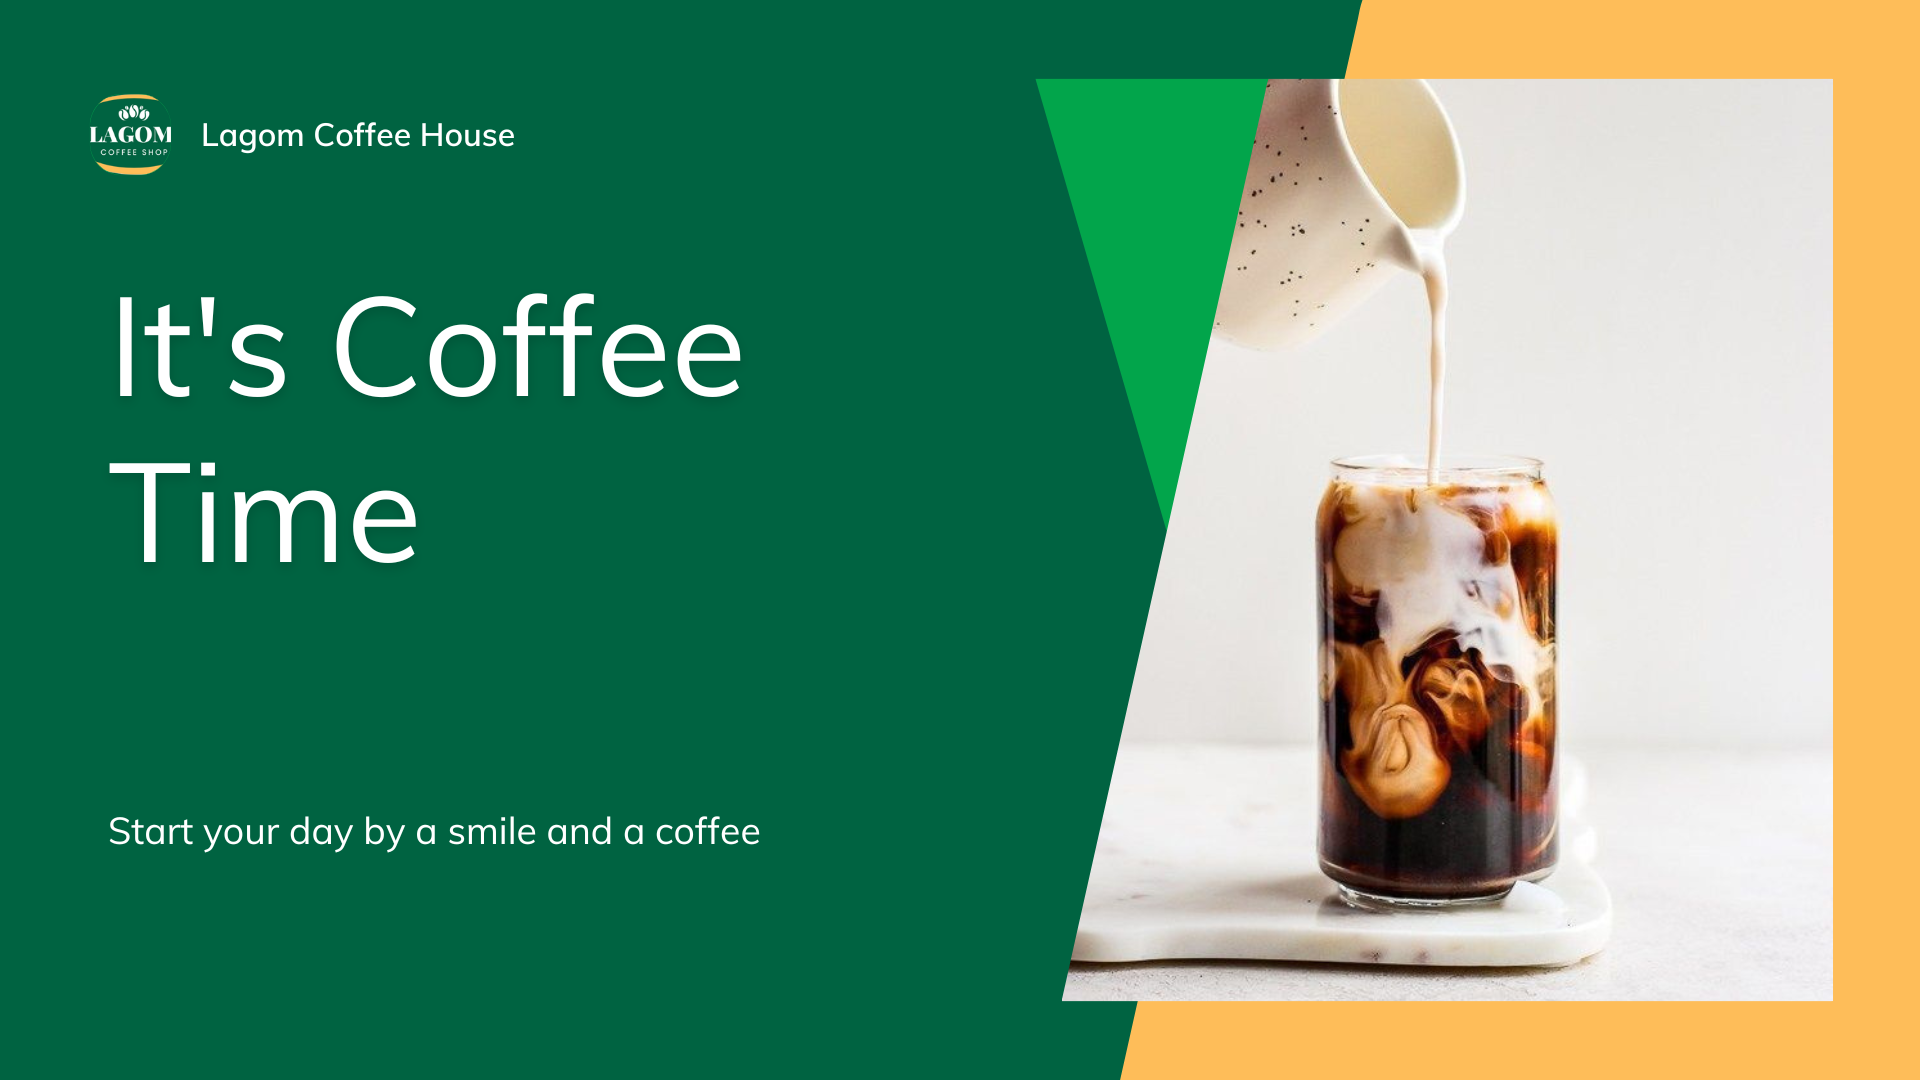 LAGOM
COFFEE SHOP
Lagom Coffee House
It's Coffee
Time
Start your day by a smile and a coffee